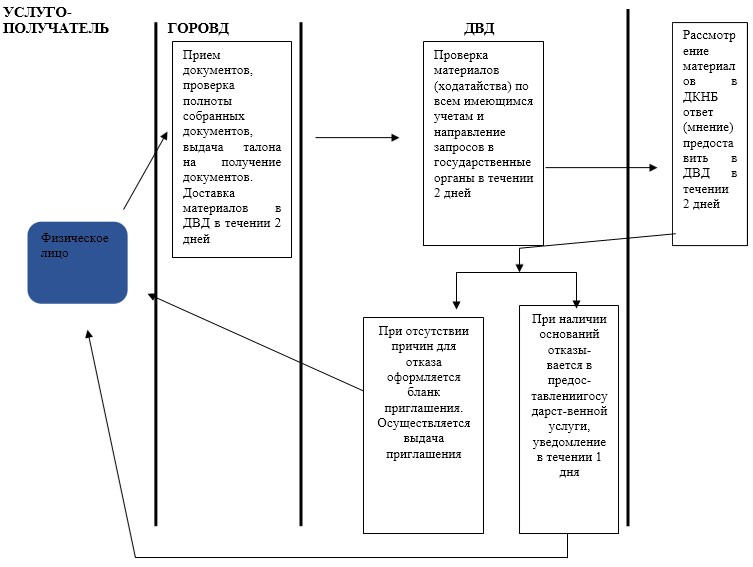 УСЛУГО-
ПОЛУЧАТЕЛЬ
ГОРОВД
ДВД
Физическое
лицо
Прием
документов,
проверка
полноты
собранных
документов,
выдача талона
на получение
документов.
Доставка
материалов в
ДВД в течении 2
дней
Проверка
материалов
(ходатайства) по
всем имеющимся
учетам и
направление
запросов в
государственные
органы в течении
2 дней
Рассмотр
ение
материал
ов в
ДКНБ
ответ
(мнение)
предоста
вить в
ДВД в
течении
2 дней
При отсутствии
причин для
отказа
оформляется
бланк
приглашения.
Осуществляется
выдача
приглашения
При наличии
оснований
отказы-
вается в
предос-
тавлениигосу
дарст-венной
услуги,
уведомление
в течении 1
дня